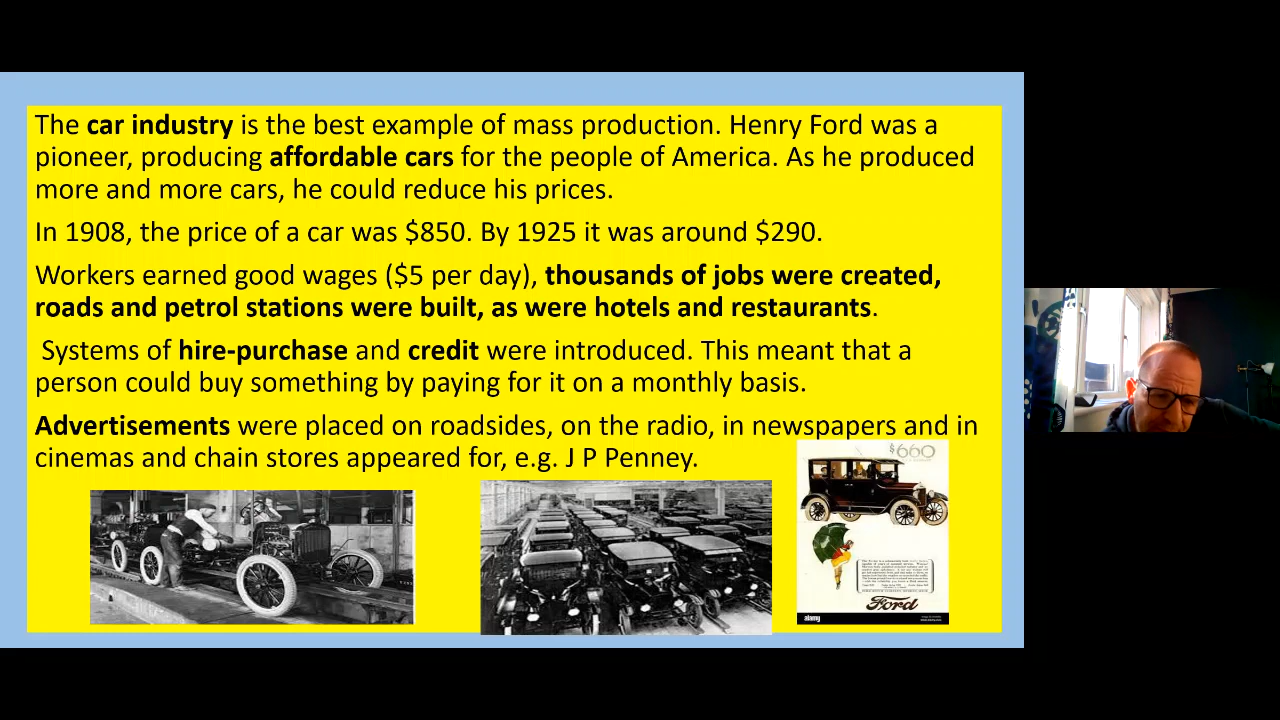 The car industry is the best example of mass production. Henry Ford was a
pioneer, producing affordable cars for the people of America. As he produced
more and more cars, he could reduce his prices.
In 1908, the price of a car was $850. By 1925 it was around $290.
Workers earned good wages ($5 per day), thousands of jobs were created,
roads and petrol stations were built, as were hotels and restaurants.
Systems of hire-purchase and credit were introduced. This meant that a
person could buy something by paying for it on a monthly basis.
Advertisements were placed on roadsides, on the radio, in newspapers and in
cinemas and chain stores appeared for, e.g. J P Penney.
$660
Ford
alamy